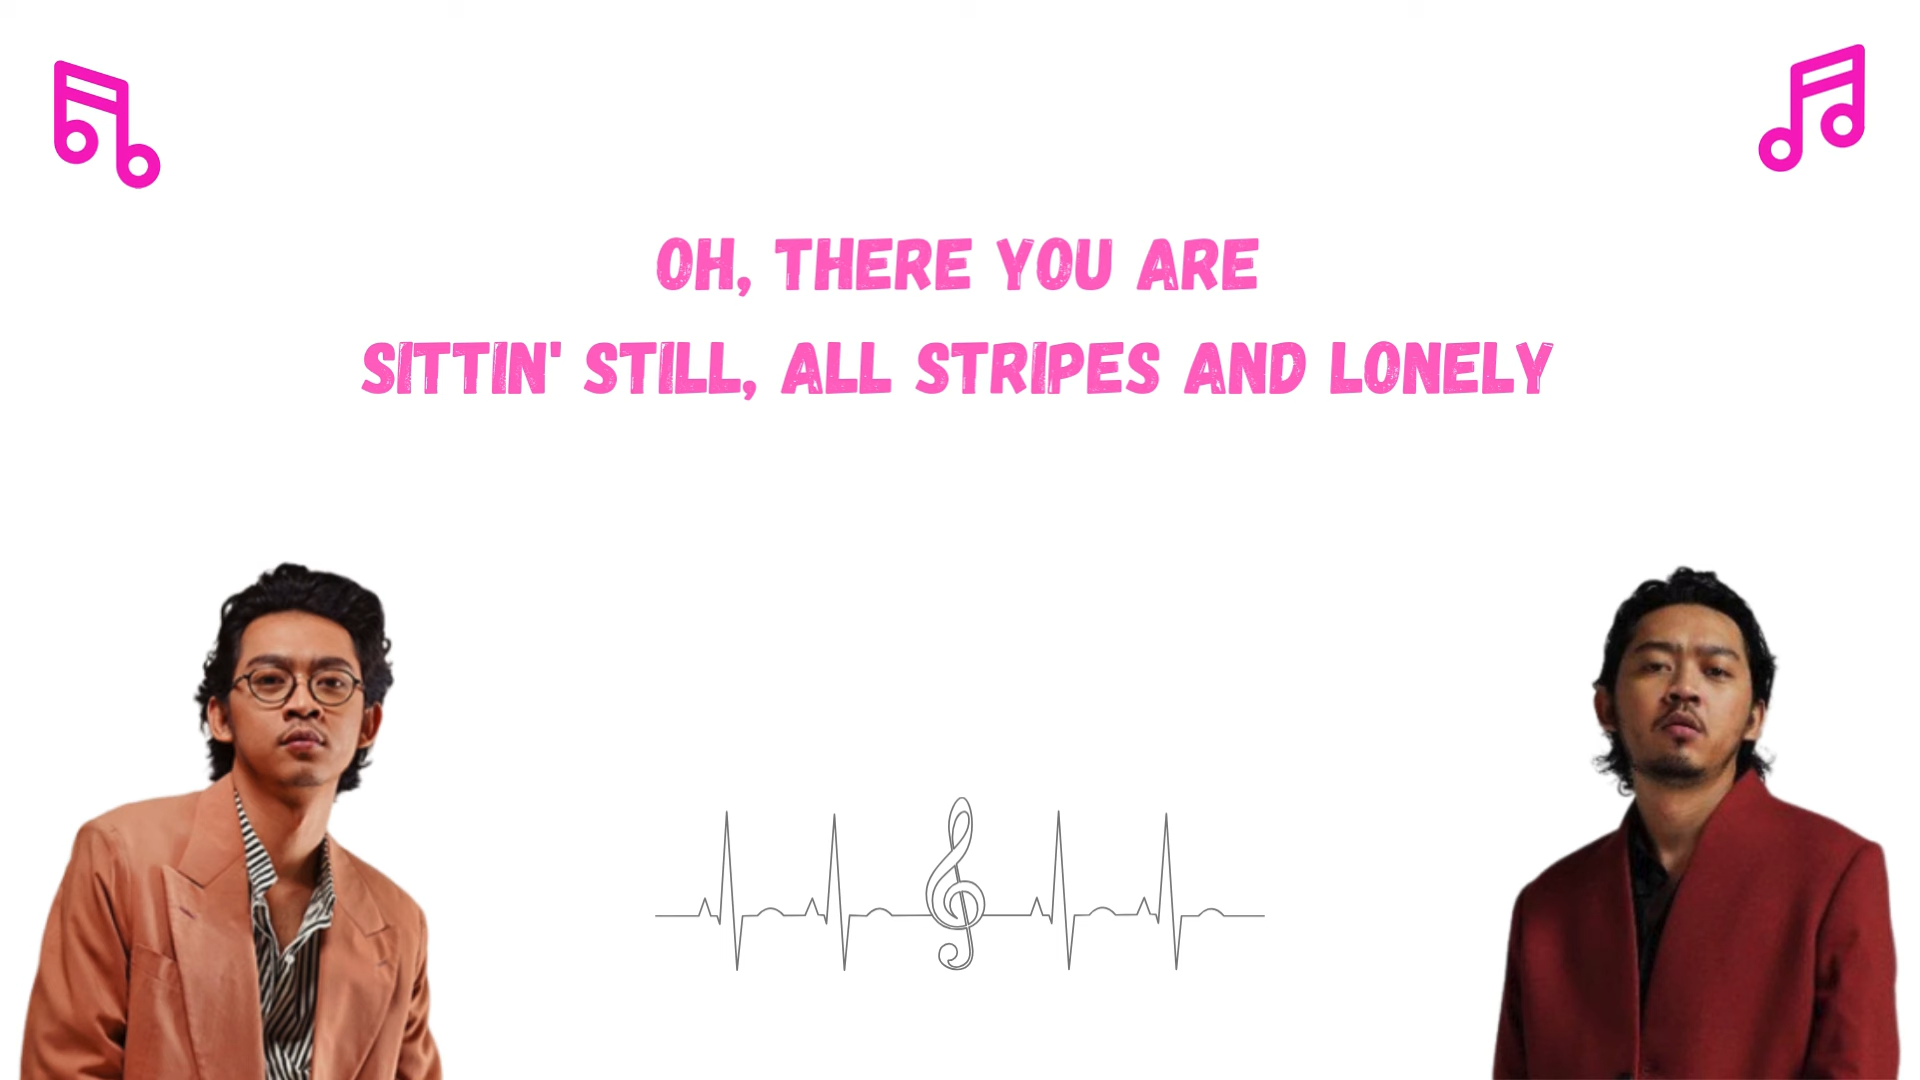 OH, THERE YOU ARE
SITTIN' STILL, ALL STRIPES AND LONELY